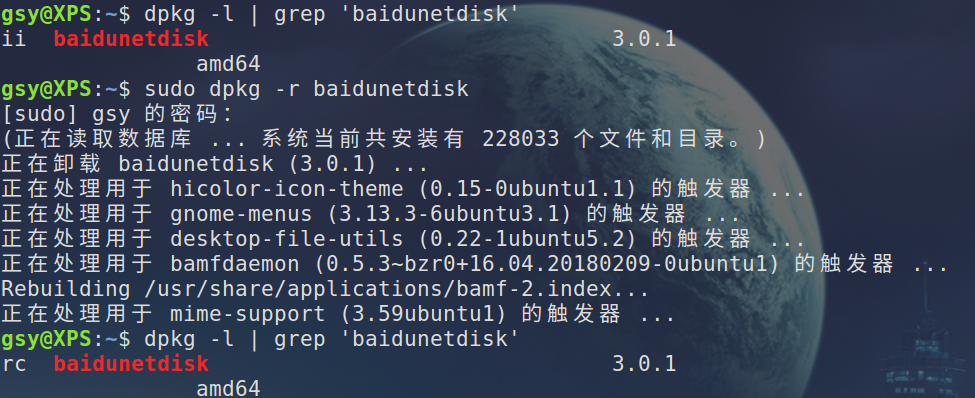 gsy@XPS:~$ dpkg -l | grep 'baidunetdisk'
ii  baidunetdisk                               3.0.1
               amd64
gsy@XPS:~$ sudo dpkg -r baidunetdisk
[sudo] gsy 的密码：
(正在读取数据库 ... 系统当前共安装有 228033 个文件和目录。)
正在卸载 baidunetdisk (3.0.1) ...
正在处理用于 hicolor-icon-theme (0.15-0ubuntu1.1) 的触发器 ...
正在处理用于 gnome-menus (3.13.3-6ubuntu3.1) 的触发器 ...
正在处理用于 desktop-file-utils (0.22-1ubuntu5.2) 的触发器 ...
正在处理用于 bamfdaemon (0.5.3~bzr0+16.04.20180209-0ubuntu1) 的触发器 ...
Rebuilding /usr/share/applications/bamf-2.index...
正在处理用于 mime-support (3.59ubuntu1) 的触发器 ...
gsy@XPS:~$ dpkg -l | grep 'baidunetdisk'
rc  baidunetdisk                               3.0.1
               amd64